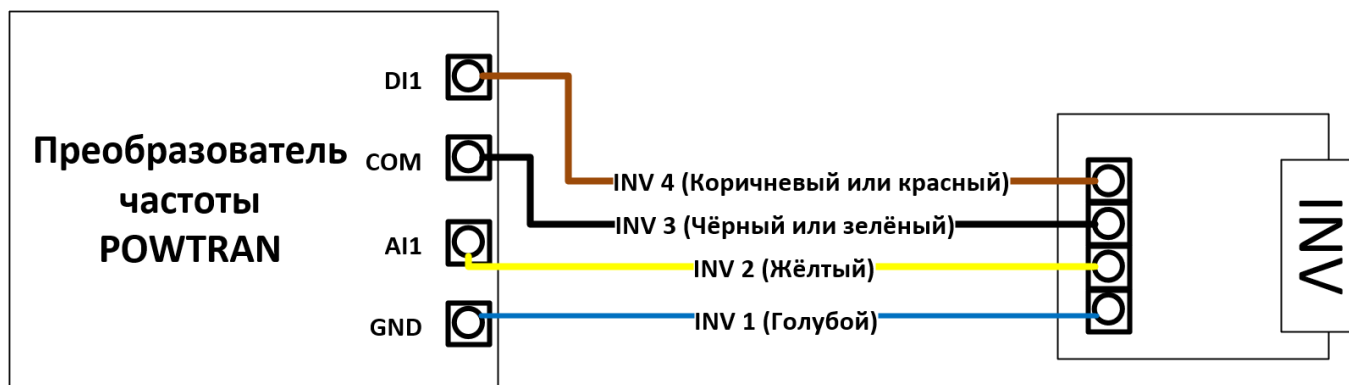 DI1
COM
AI1
GND
Преобразователь
частоты
POWTRAN
INV 4 (Коричневый или красный)
INV 3 (Чёрный или зелёный)
INV 2 (Жёлтый)
INV 1 (Голубой)
INV